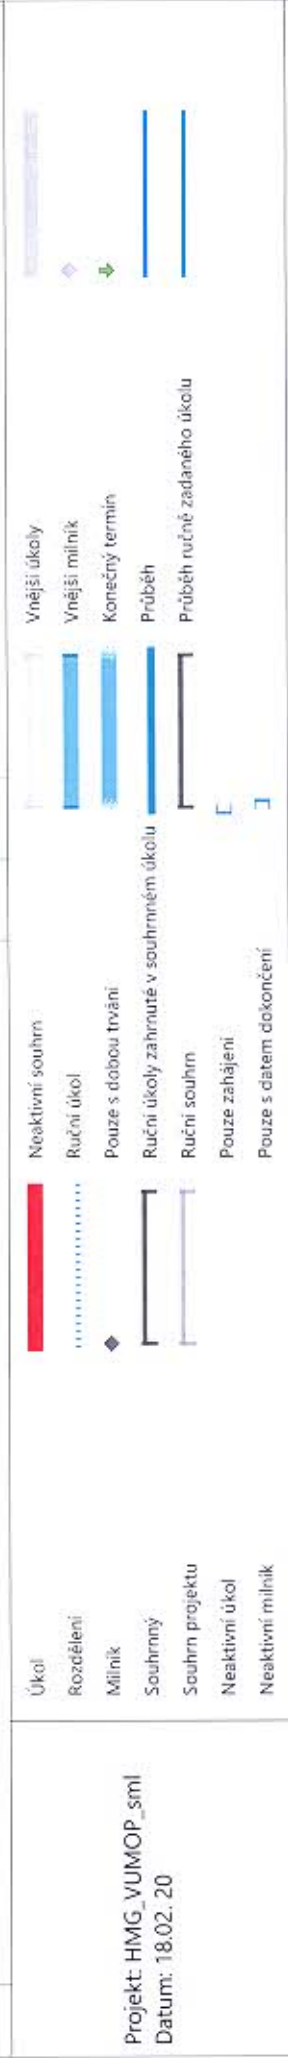 Projekt: HMG_VUMOP_sml
Datum: 18.02. 20
Úkol
Rozdělení
Milník
Souhrnný
Souhrn projektu
Neaktivní úkol
Neaktivní milník
Neaktivní souhrn
Ruční úkol
Pouze s dobou trvání
Ruční úkoly zahrnuté v souhrnném úkolu
Ruční souhrn
Pouze zahájení
Pouze s datem dokončení
Vnější úkoly
Vnější milník
Konečný termín
Průběh
Průběh ručně zadaného úkolu